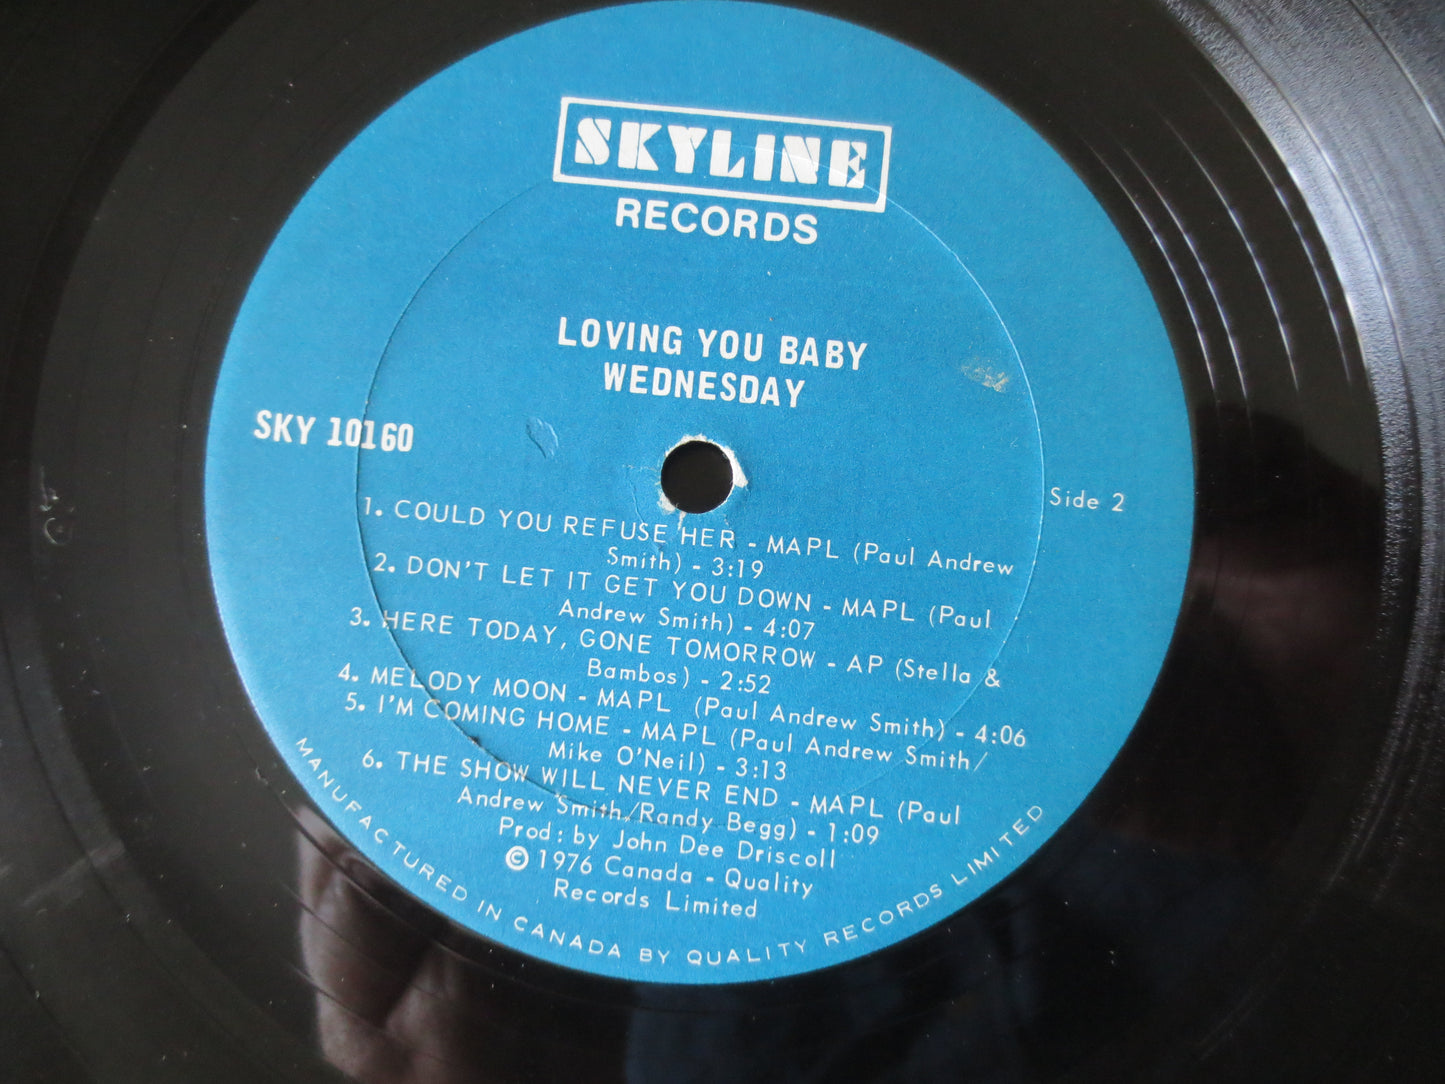 SKYLINE
RECORDS
LOVING YOU BABY
WEDNESDAY
SKY 10160
Side 2
1. COULD YOU REFUSE HER - MAPL (Paul Andrew
Smith) - 3:19
2. DON'T LET IT GET YOU DOWN - MAPL (Paul
Andrew Smith) - 4:07
3. HERE TODAY, GONE TOMORROW - AP (Stella &
Bambos) - 2:52
4. MELODY MOON - MAPL (Paul Andrew Smith) - 4:06
5. I'M COMING HOME - MAPL (Paul Andrew Smith/
Mike O'Neil) - 3:13
6. THE SHOW WILL NEVER END - MAPL (Paul
Andrew Smith/Randy Begg) - 1:09
Prod: by John Dee Driscoll
© 1976 Canada - Quality
Records Limited
MANUFACTURED IN CANADA BY QUALITY RECORDS LIMITED